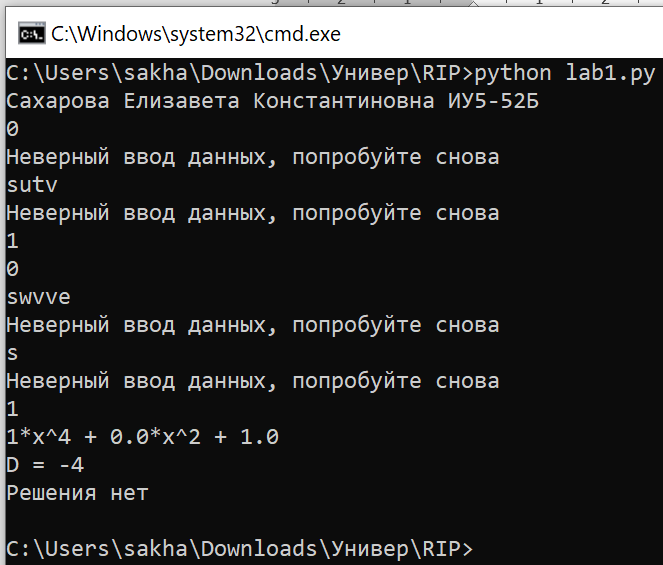 C:\Windows\system32\cmd.exe
C:\Users\sakha\Downloads\Универ\RIP>python lab1.py
Сахарова Елизавета Константиновна ИУ5-52Б
0
Неверный ввод данных, попробуйте снова
sutv
Неверный ввод данных, попробуйте снова
1
0
swvve
Неверный ввод данных, попробуйте снова
s
Неверный ввод данных, попробуйте снова
1
1*x^4 + 0.0*x^2 + 1.0
D = -4
Решения нет
C:\Users\sakha\Downloads\Универ\RIP>